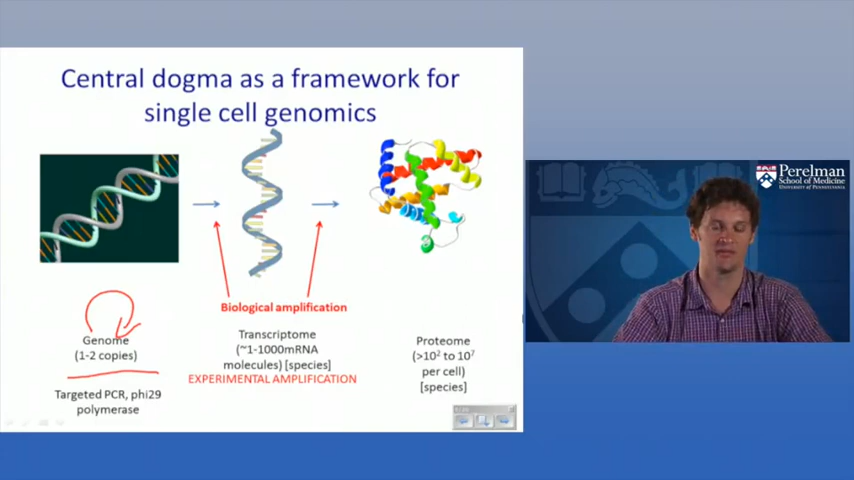 Central dogma as a framework for
single cell genomics
Biological amplification
Genome
(1-2 copies)
Targeted PCR, phi29
polymerase
Transcriptome
(~1-1000mRNA
molecules) [species]
EXPERIMENTAL AMPLIFICATION
Proteome
(>10² to 10⁷
per cell)
[species]
Perelman
School of Medicine
University of Pennsylvania